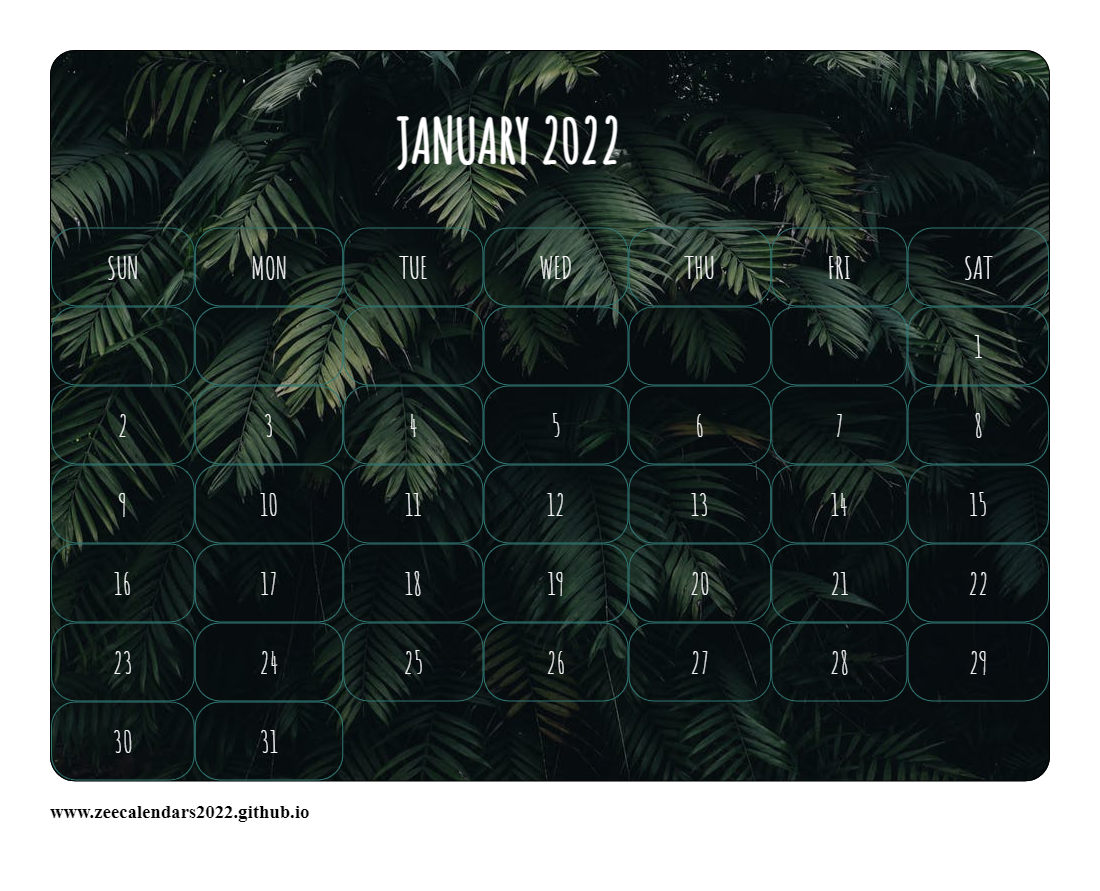 JANUARY 2022
SUN MON TUE WED THU FRI SAT
1
2 3 4 5 6 7 8
9 10 11 12 13 14 15
16 17 18 19 20 21 22
23 24 25 26 27 28 29
30 31
www.zeecalendars2022.github.io